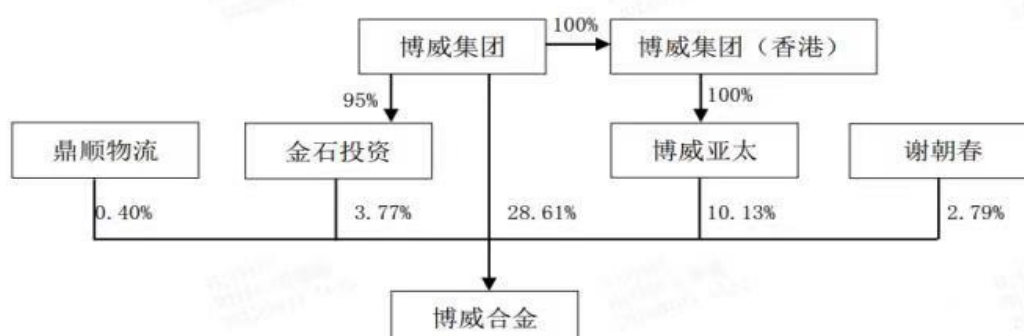 100%
博威集团
博威集团（香港）
95%
100%
鼎顺物流
金石投资
博威亚太
谢朝春
0.40%
3.77%
28.61%
10.13%
2.79%
博威合金